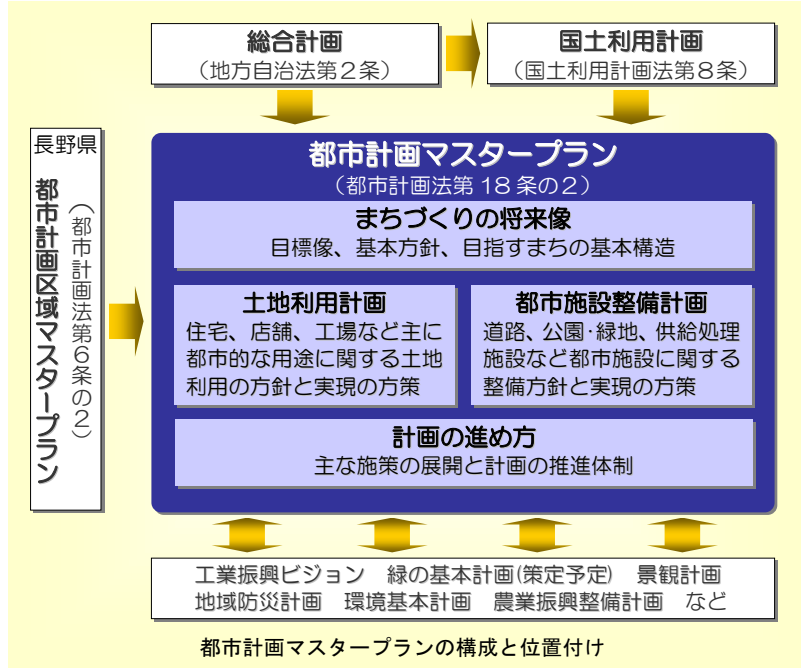 総合計画
（地方自治法第２条）
国土利用計画
（国土利用計画法第８条）
長野県
都市計画区域マスタープラン
（都市計画法第６条の２）
都市計画マスタープラン
（都市計画法第 18 条の２）
まちづくりの将来像
目標像、基本方針、目指すまちの基本構造
土地利用計画
住宅、店舗、工場など主に
都市的な用途に関する土地
利用の方針と実現の方策
都市施設整備計画
道路、公園･緑地、供給処理
施設など都市施設に関する
整備方針と実現の方策
計画の進め方
主な施策の展開と計画の推進体制
工業振興ビジョン　緑の基本計画(策定予定)　景観計画
地域防災計画　環境基本計画　農業振興整備計画　など
都市計画マスタープランの構成と位置付け